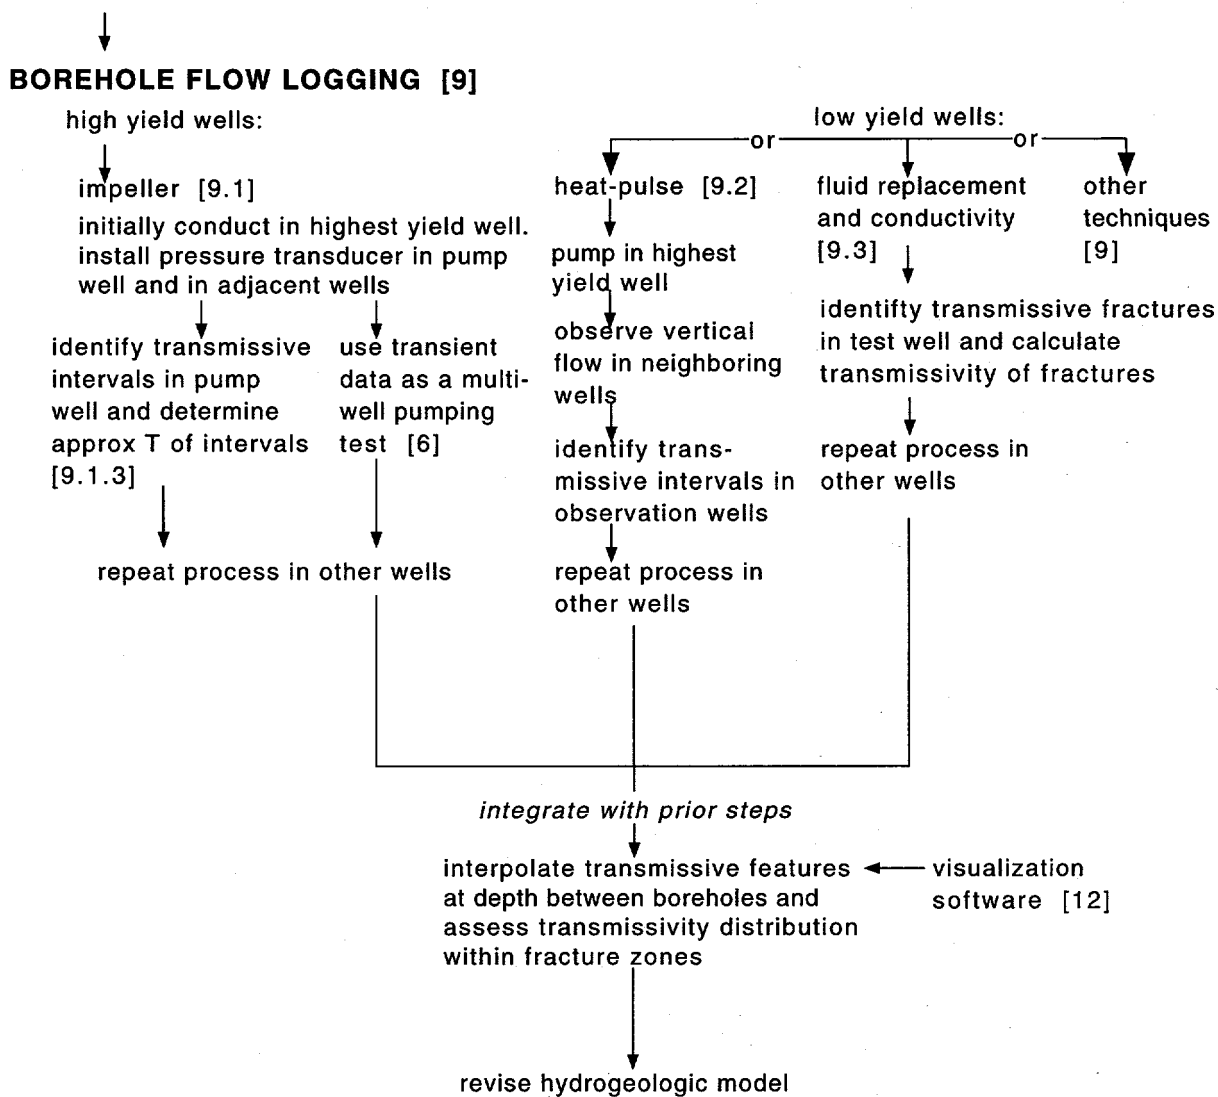 BOREHOLE FLOW LOGGING [9]
high yield wells:
impeller [9.1]
initially conduct in highest yield well.
install pressure transducer in pump
well and in adjacent wells
identify transmissive
intervals in pump
well and determine
approx T of intervals
[9.1.3]
use transient
data as a multi-
well pumping
test [6]
repeat process in other wells
low yield wells:
or
or
heat-pulse [9.2]
pump in highest
yield well
observe vertical
flow in neighboring
wells
identify trans-
missive intervals in
observation wells
repeat process in
other wells
fluid replacement
and conductivity
[9.3]
identifty transmissive fractures
in test well and calculate
transmissivity of fractures
repeat process in
other wells
other
techniques
[9]
integrate with prior steps
interpolate transmissive features
at depth between boreholes and
assess transmissivity distribution
within fracture zones
visualization
software [12]
revise hydrogeologic model